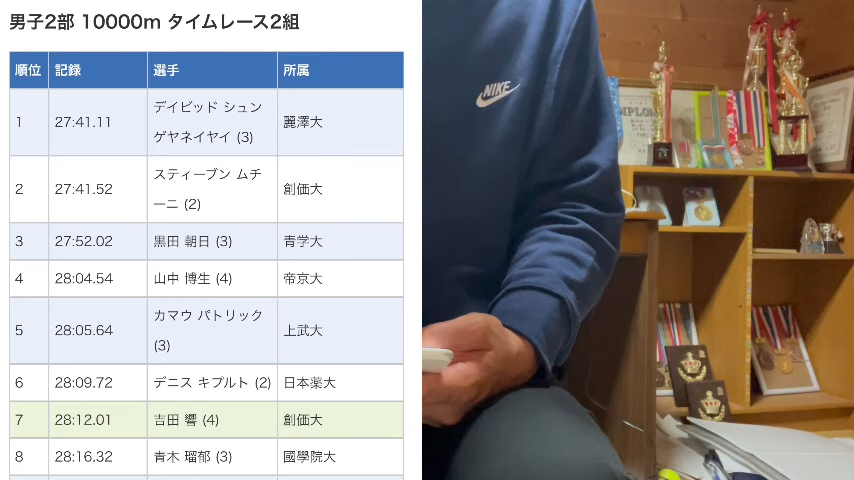 男子2部 10000m タイムレース2組
順位 記録 選手 所属
1 27:41.11 デイビッド シュンゲヤネイヤイ (3) 麗澤大
2 27:41.52 スティーブン ムチーニ (2) 創価大
3 27:52.02 黒田 朝日 (3) 青学大
4 28:04.54 山中 博生 (4) 帝京大
5 28:05.64 カマウ パトリック (3) 上武大
6 28:09.72 デニス キプルト (2) 日本薬大
7 28:12.01 吉田 響 (4) 創価大
8 28:16.32 青木 瑠郁 (3) 國學院大
NIKE